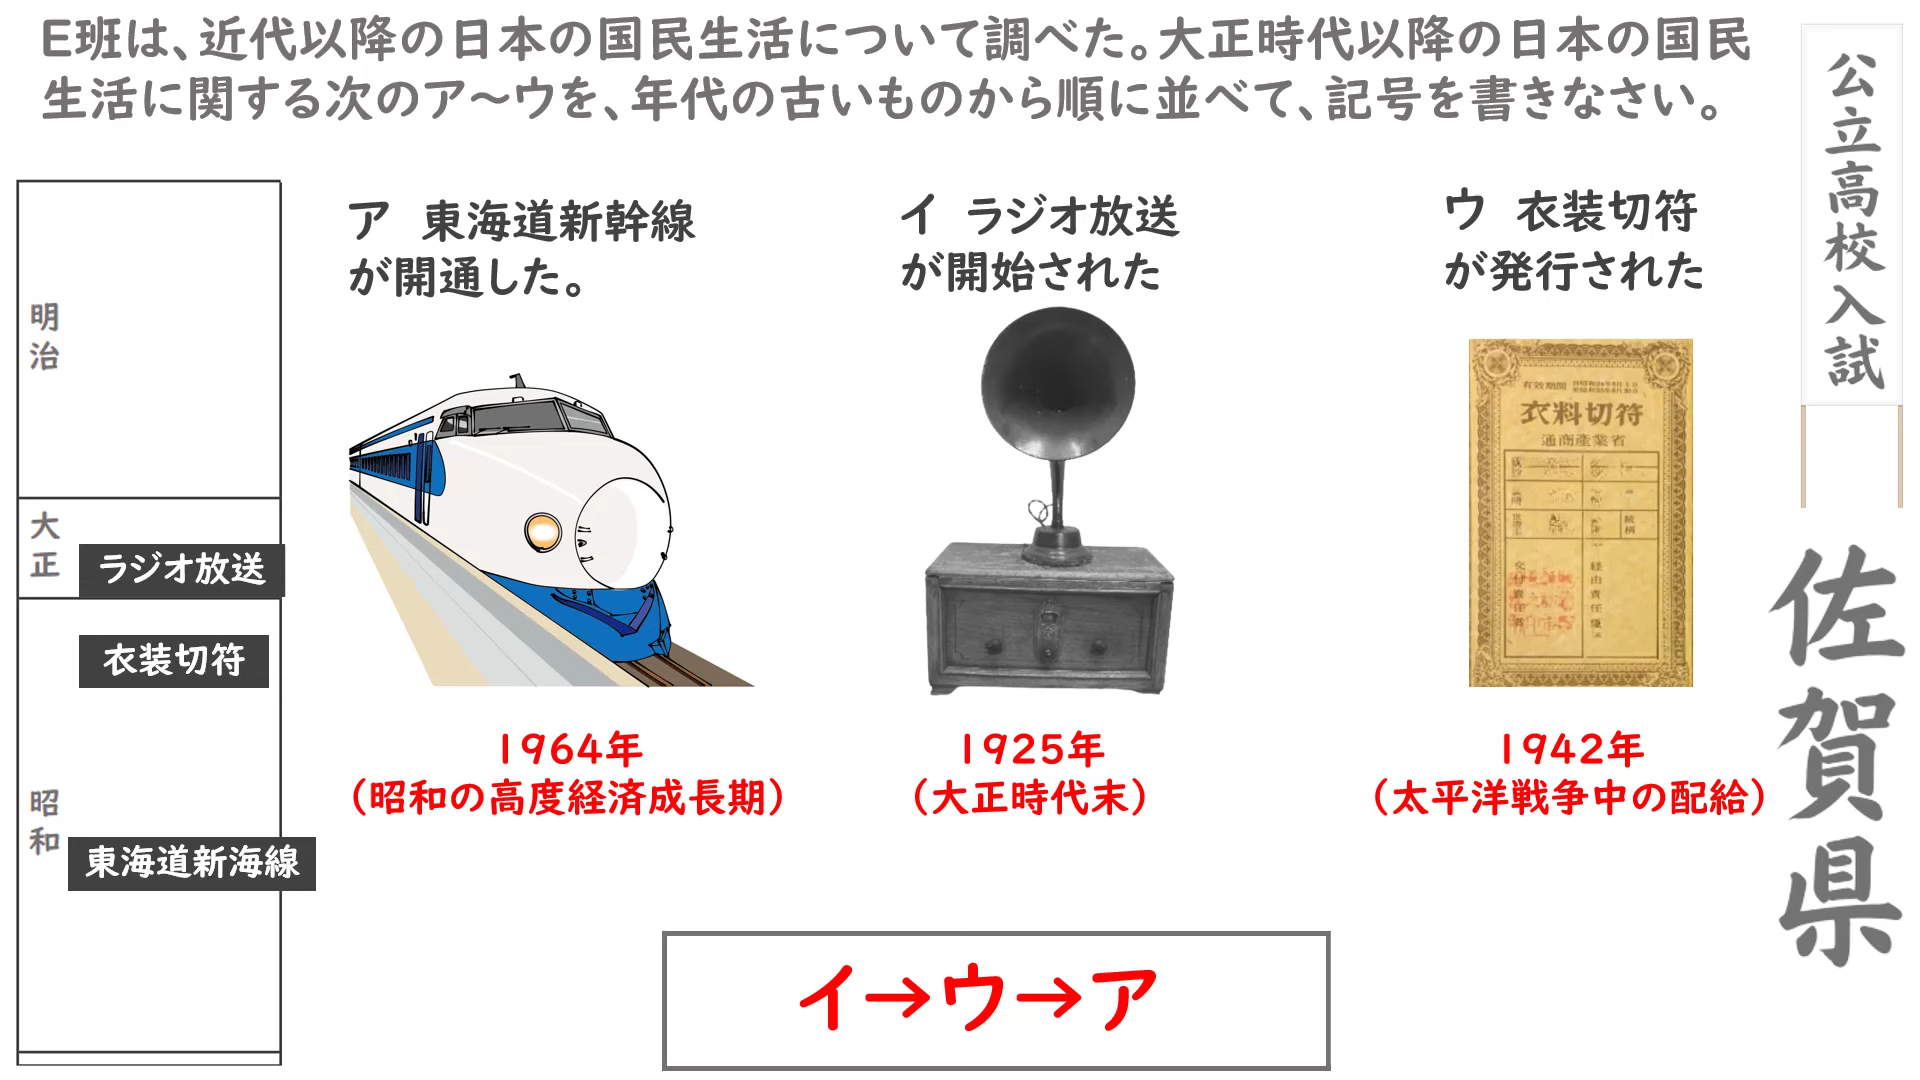 E班は、近代以降の日本の国民生活について調べた。大正時代以降の日本の国民
生活に関する次のア～ウを、年代の古いものから順に並べて、記号を書きなさい。
公立高校入試
佐賀県
明治
大正
ラジオ放送
衣装切符
昭和
東海道新海線
ア 東海道新幹線
が開通した。
1964年
（昭和の高度経済成長期）
イ ラジオ放送
が開始された
1925年
（大正時代末）
ウ 衣装切符
が発行された
有效期間
衣料切符
通商產業省
1942年
（太平洋戦争中の配給）
イ→ウ→ア